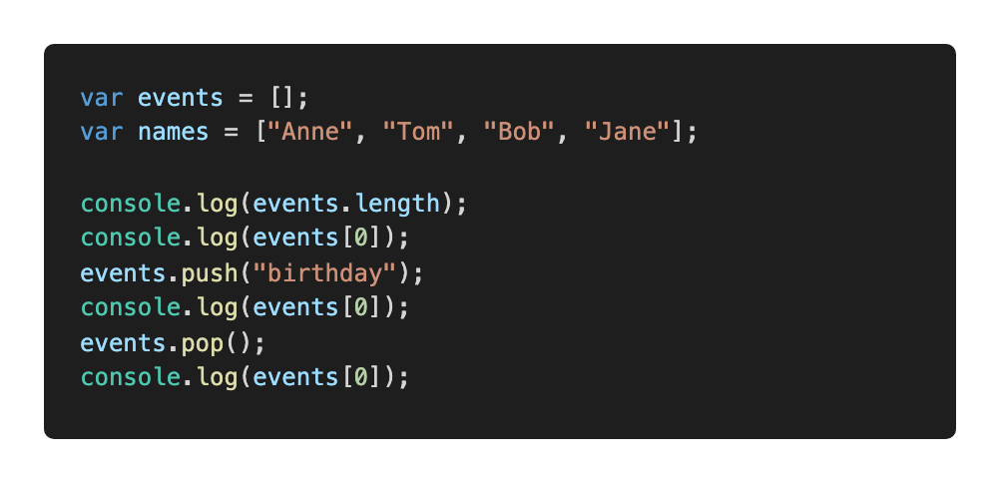 var events = [];
var names = ["Anne", "Tom", "Bob", "Jane"];

console.log(events.length);
console.log(events[0]);
events.push("birthday");
console.log(events[0]);
events.pop();
console.log(events[0]);